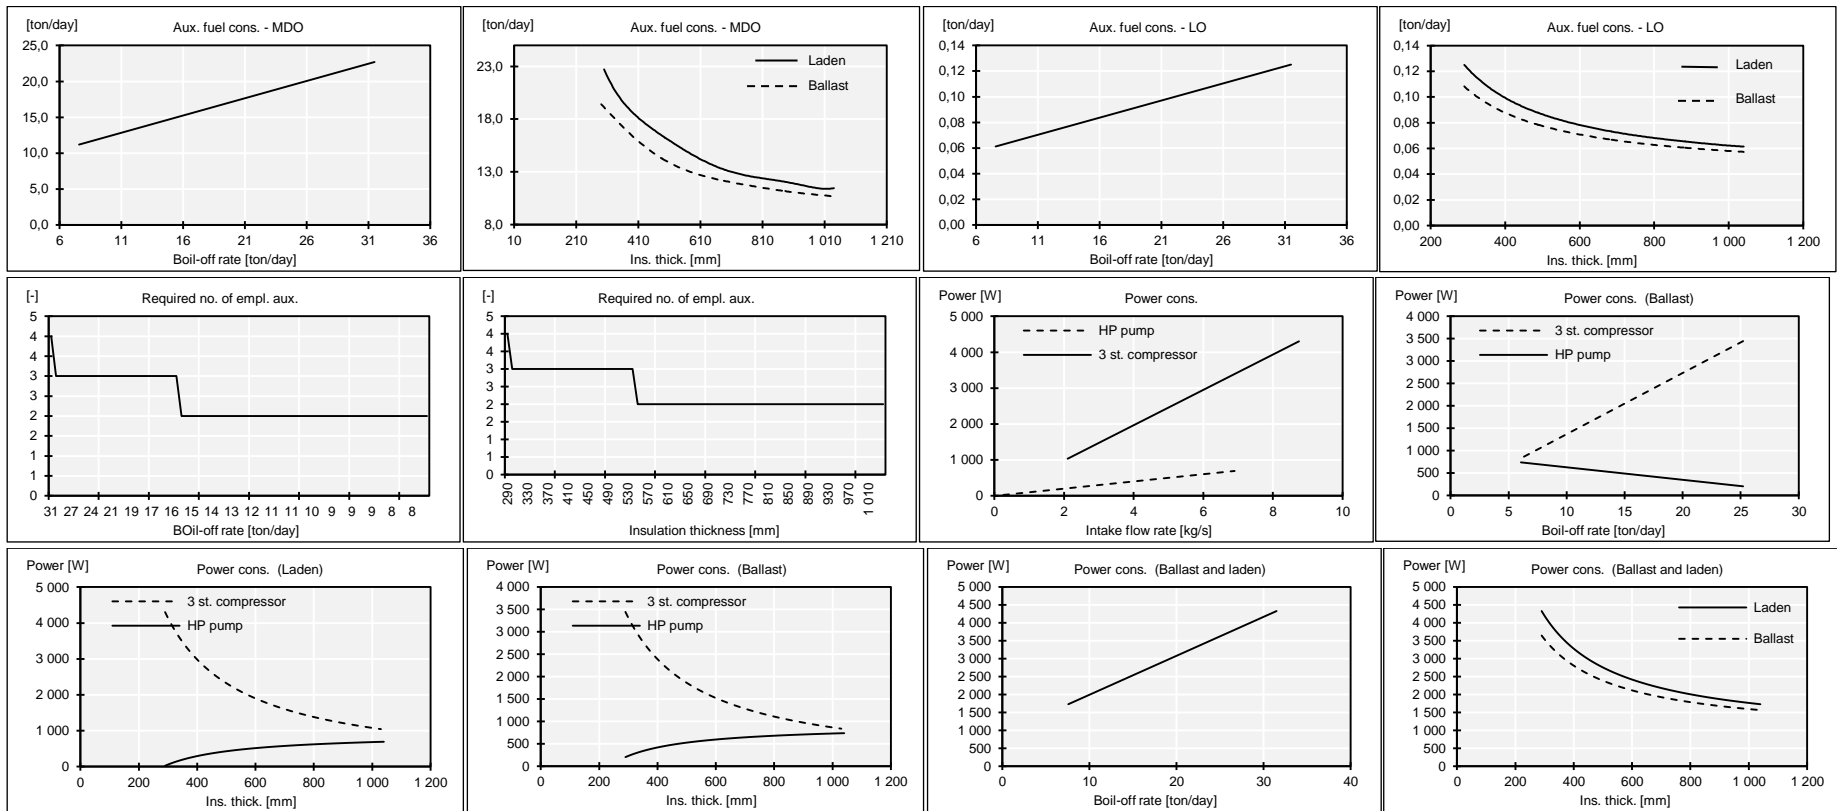 [ton/day] Aux. fuel cons. - MDO
25,0
20,0
15,0
10,0
5,0
0,0
6 11 16 21 26 31 36
Boil-off rate [ton/day]
[ton/day] Aux. fuel cons. - MDO
23,0
18,0
13,0
8,0
Laden
Ballast
10 210 410 610 810 1 010 1 210
Ins. thick. [mm]
[ton/day] Aux. fuel cons. - LO
0,14
0,12
0,10
0,08
0,06
0,04
0,02
0,00
6 11 16 21 26 31 36
Boil-off rate [ton/day]
[ton/day] Aux. fuel cons. - LO
0,14
0,12
0,10
0,08
0,06
0,04
0,02
0,00
Laden
Ballast
200 400 600 800 1 000 1 200
Ins. thick. [mm]
[-] Required no. of empl. aux.
5
4
4
3
3
2
2
1
1
0
31 27 24 21 19 17 16 15 14 13 12 11 11 10 9 9 9 8 8
BOil-off rate [ton/day]
[-] Required no. of empl. aux.
5
4
4
3
3
2
2
1
1
0
290 330 370 410 450 490 530 570 610 650 690 730 770 810 850 890 930 970 1 010
Insulation thickness [mm]
Power [W] Power cons.
5 000
4 000
3 000
2 000
1 000
0
HP pump
3 st. compressor
0 2 4 6 8 10
Intake flow rate [kg/s]
Power [W] Power cons. (Ballast)
4 000
3 500
3 000
2 500
2 000
1 500
1 000
500
0
3 st. compressor
HP pump
0 5 10 15 20 25 30
Boil-off rate [ton/day]
Power [W] Power cons. (Laden)
5 000
4 000
3 000
2 000
1 000
0
3 st. compressor
HP pump
0 200 400 600 800 1 000 1 200
Ins. thick. [mm]
Power [W] Power cons. (Ballast)
4 000
3 500
3 000
2 500
2 000
1 500
1 000
500
0
3 st. compressor
HP pump
0 200 400 600 800 1 000 1 200
Ins. thick. [mm]
Power [W] Power cons. (Ballast and laden)
5 000
4 500
4 000
3 500
3 000
2 500
2 000
1 500
1 000
500
0
0 10 20 30 40
Boil-off rate [ton/day]
Power [W] Power cons. (Ballast and laden)
5 000
4 500
4 000
3 500
3 000
2 500
2 000
1 500
1 000
500
0
Laden
Ballast
0 200 400 600 800 1 000 1 200
Ins. thick. [mm]